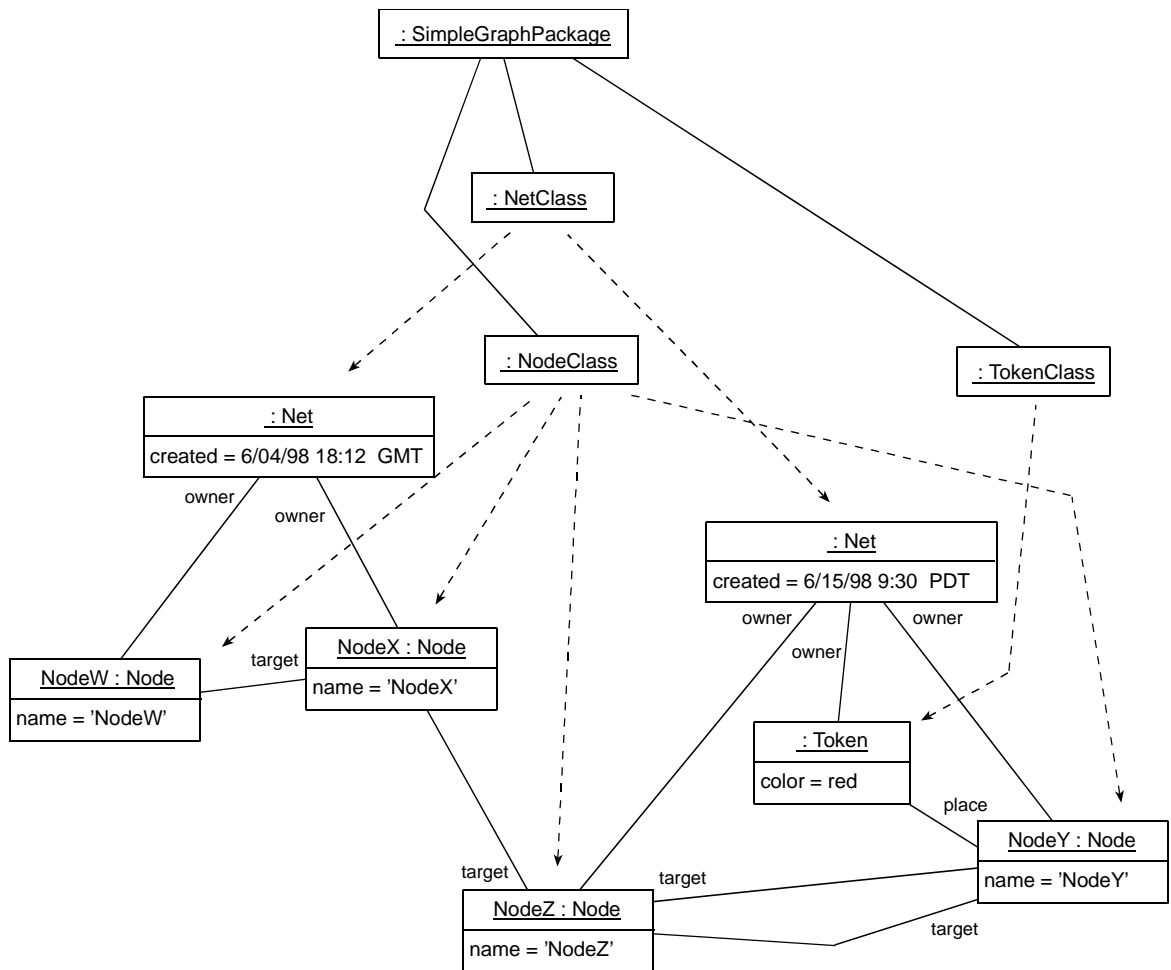 : SimpleGraphPackage
: NetClass
: NodeClass
: TokenClass
: Net
created = 6/04/98 18:12 GMT
owner
owner
: Net
created = 6/15/98 9:30 PDT
owner
owner
owner
NodeX : Node
name = ’NodeX’
target
NodeW : Node
name = ’NodeW’
: Token
color = red
place
NodeY : Node
name = ’NodeY’
target
target
NodeZ : Node
name = ’NodeZ’
target